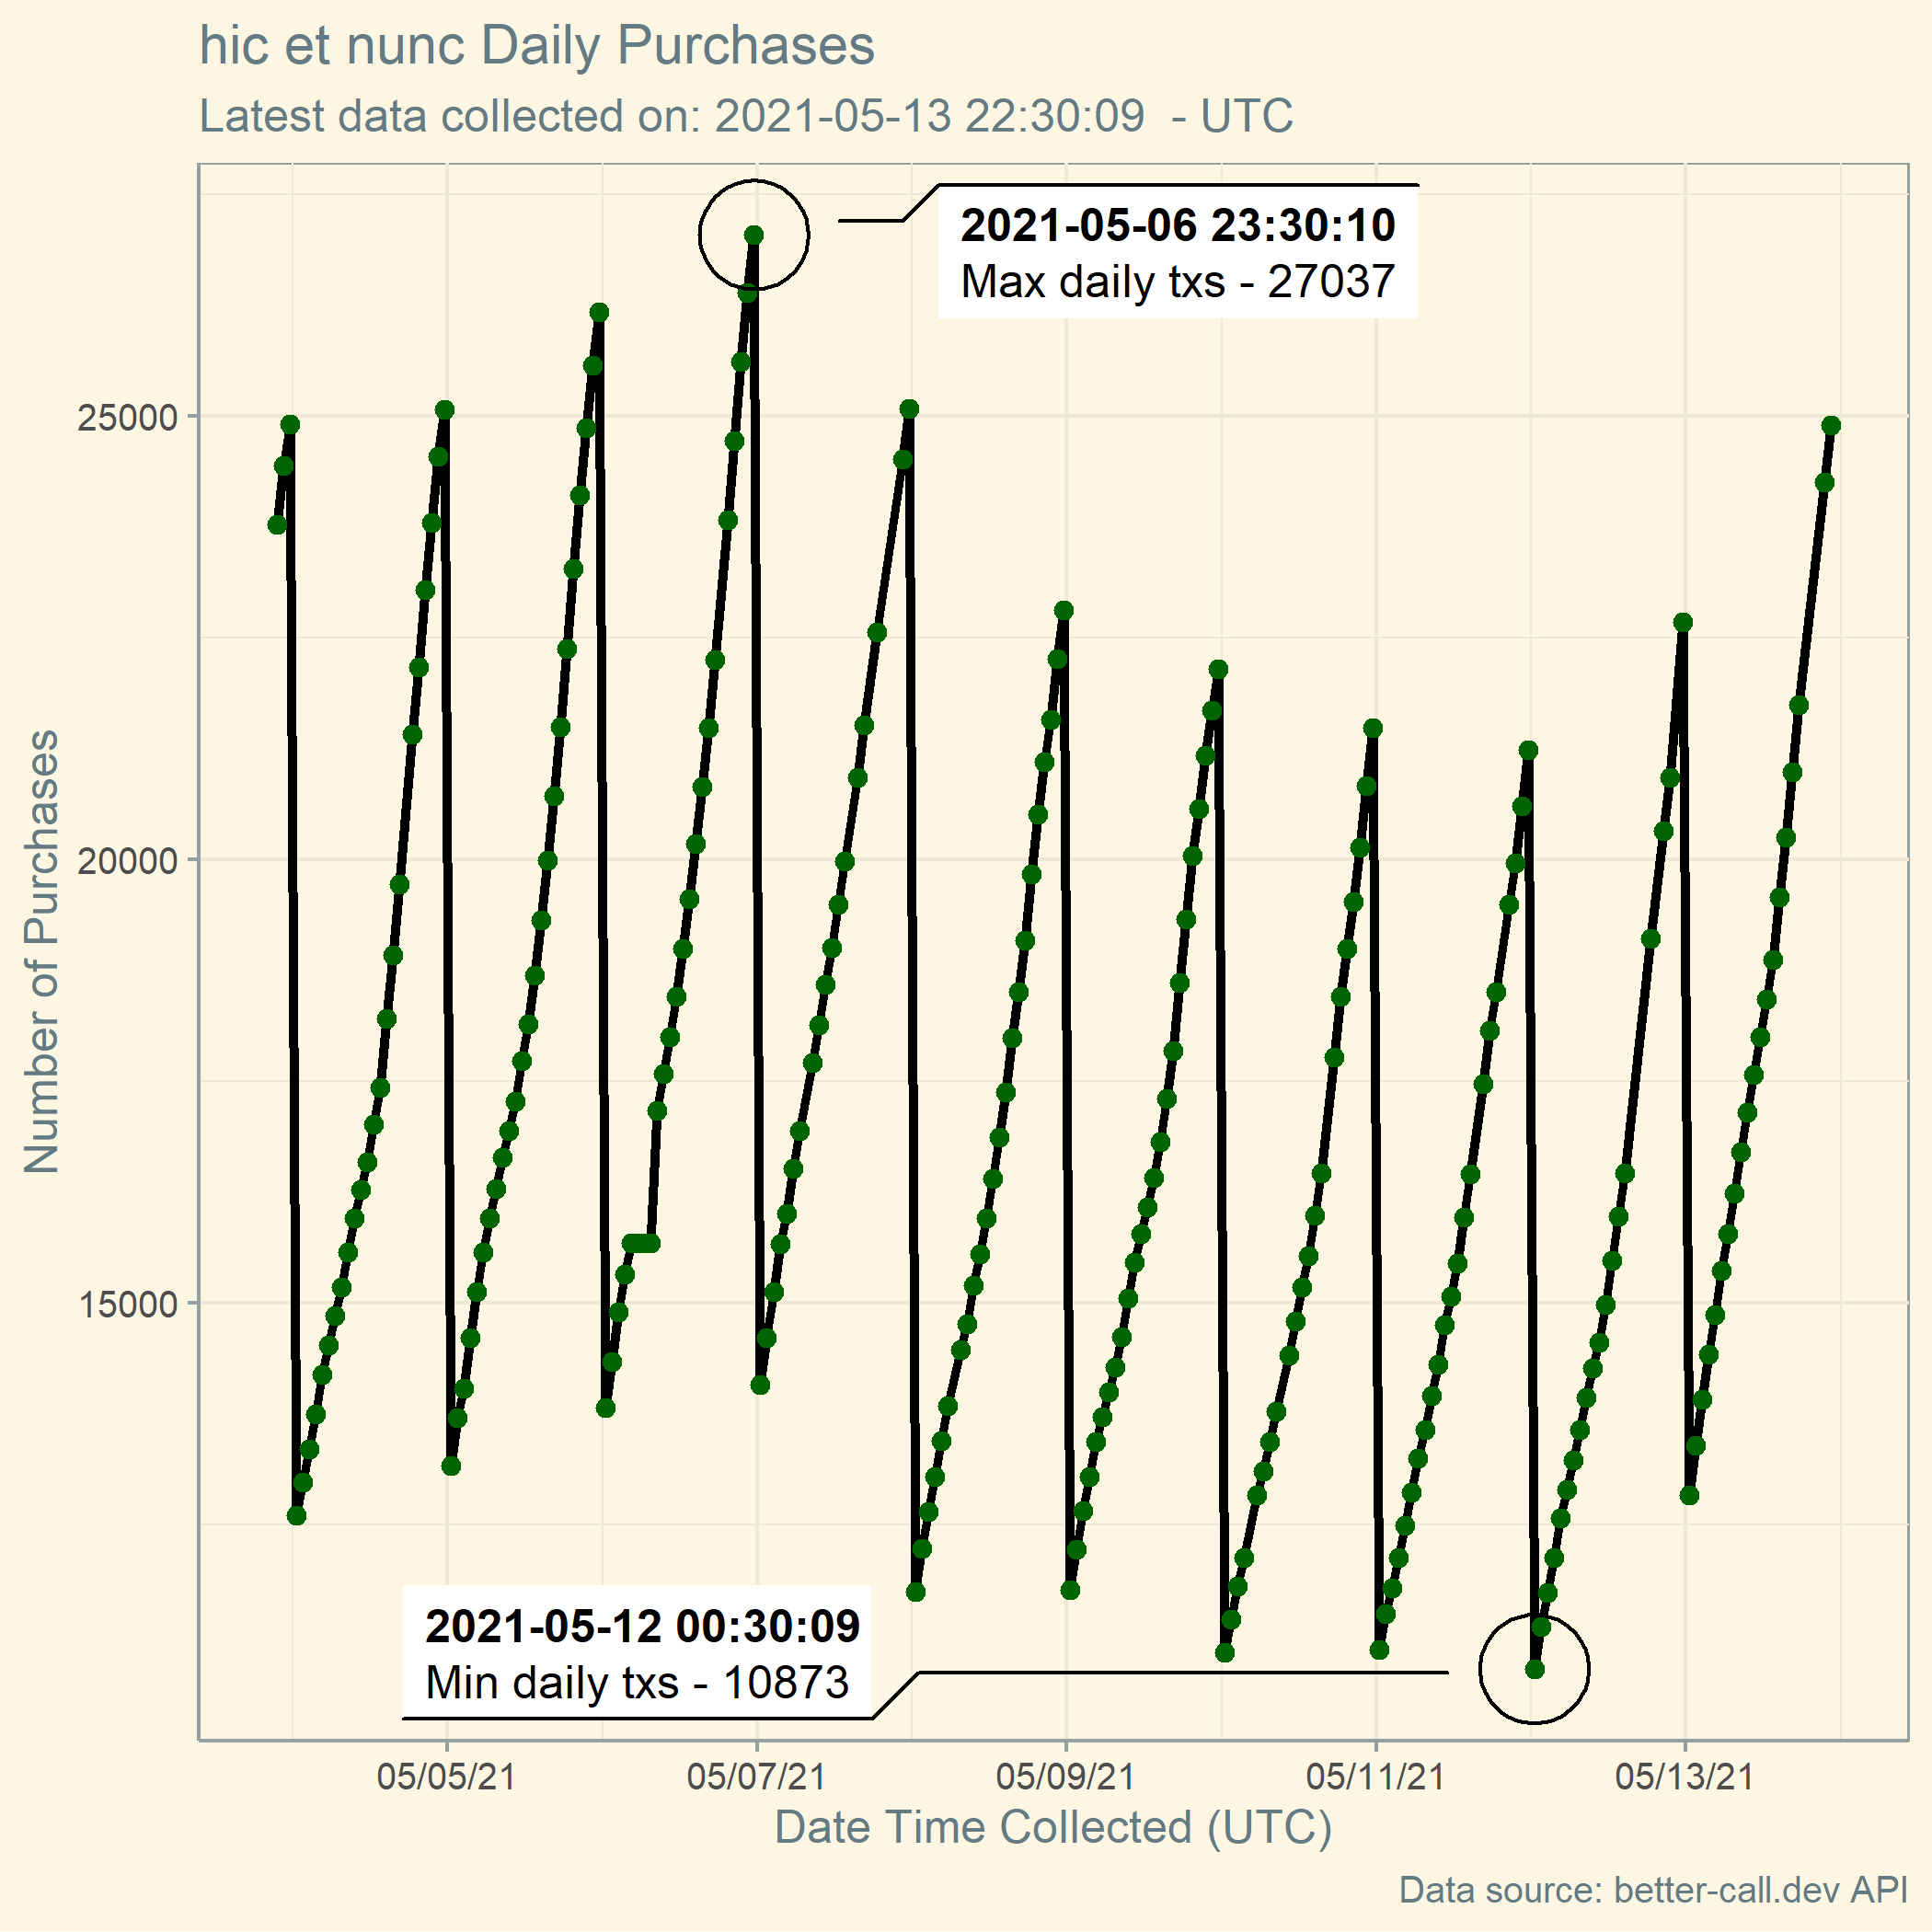 hic et nunc Daily Purchases
Latest data collected on: 2021-05-13 22:30:09  - UTC
2021-05-06 23:30:10
Max daily txs - 27037
25000
20000
15000
Number of Purchases
2021-05-12 00:30:09
Min daily txs - 10873
05/05/21 05/07/21 05/09/21 05/11/21 05/13/21
Date Time Collected (UTC)
Data source: better-call.dev API